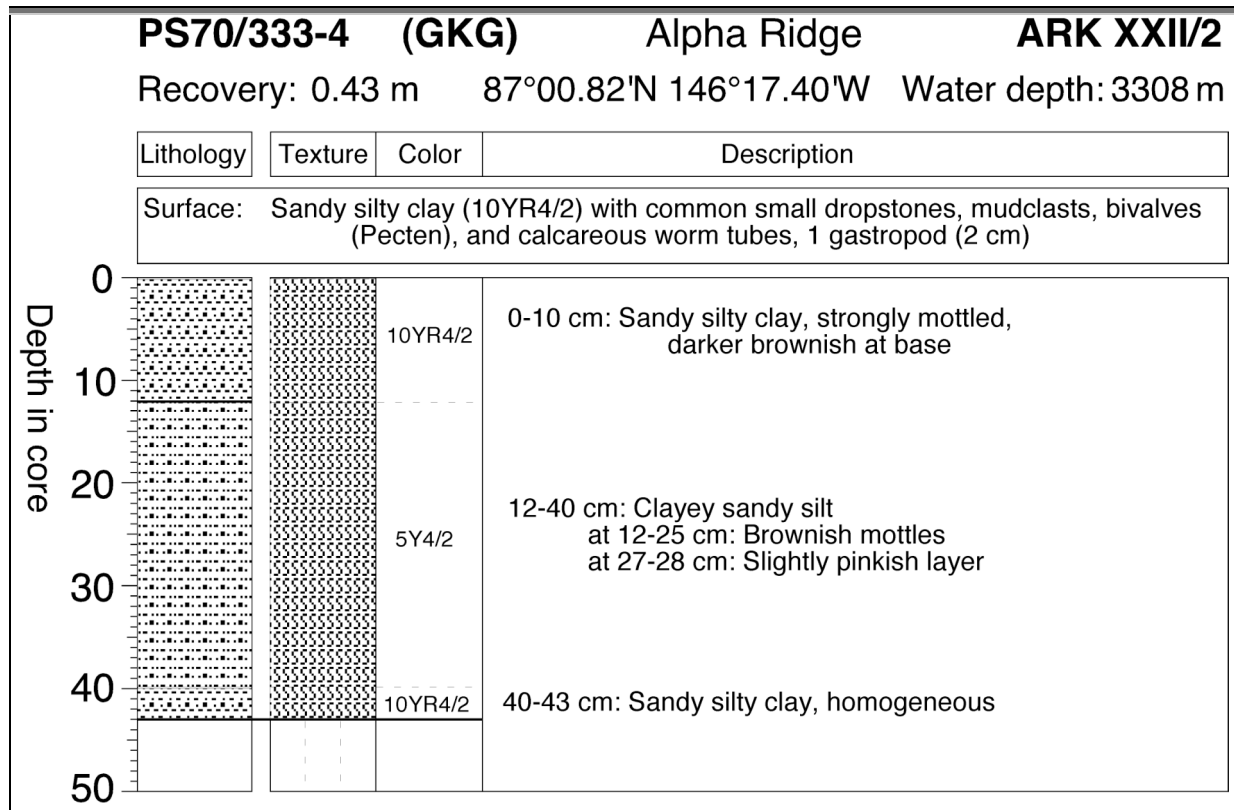 PS70/333-4 (GKG) Alpha Ridge ARK XXII/2
Recovery: 0.43 m 87°00.82'N 146°17.40'W Water depth: 3308 m
Lithology Texture Color Description
Surface: Sandy silty clay (10YR4/2) with common small dropstones, mudclasts, bivalves
(Pecten), and calcareous worm tubes, 1 gastropod (2 cm)
Depth in core
0
10
20
30
40
50
10YR4/2
5Y4/2
10YR4/2
0-10 cm: Sandy silty clay, strongly mottled,
darker brownish at base
12-40 cm: Clayey sandy silt
at 12-25 cm: Brownish mottles
at 27-28 cm: Slightly pinkish layer
40-43 cm: Sandy silty clay, homogeneous